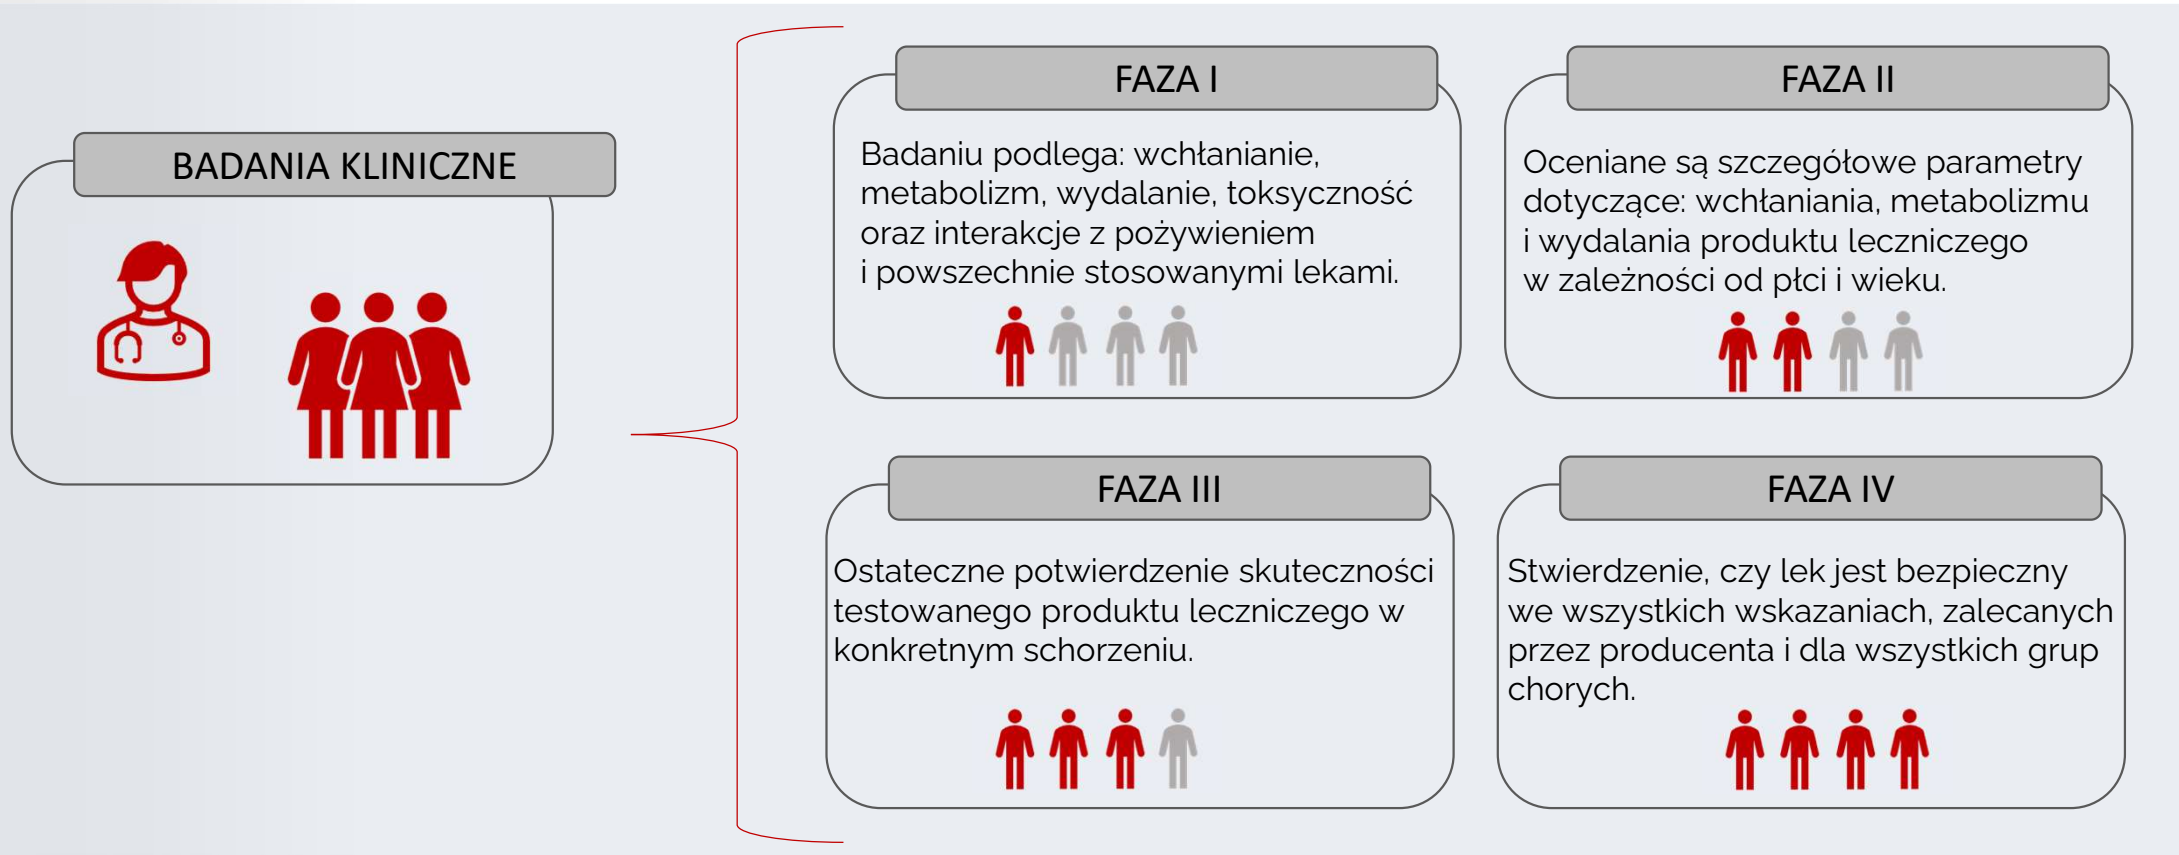 BADANIA KLINICZNE
FAZA I
Badaniu podlega: wchłanianie,
metabolizm, wydalanie, toksyczność
oraz interakcje z pożywieniem
i powszechnie stosowanymi lekami.
FAZA II
Oceniane są szczegółowe parametry
dotyczące: wchłaniania, metabolizmu
i wydalania produktu leczniczego
w zależności od płci i wieku.
FAZA III
Ostateczne potwierdzenie skuteczności
testowanego produktu leczniczego w
konkretnym schorzeniu.
FAZA IV
Stwierdzenie, czy lek jest bezpieczny
we wszystkich wskazaniach, zalecanych
przez producenta i dla wszystkich grup
chorych.